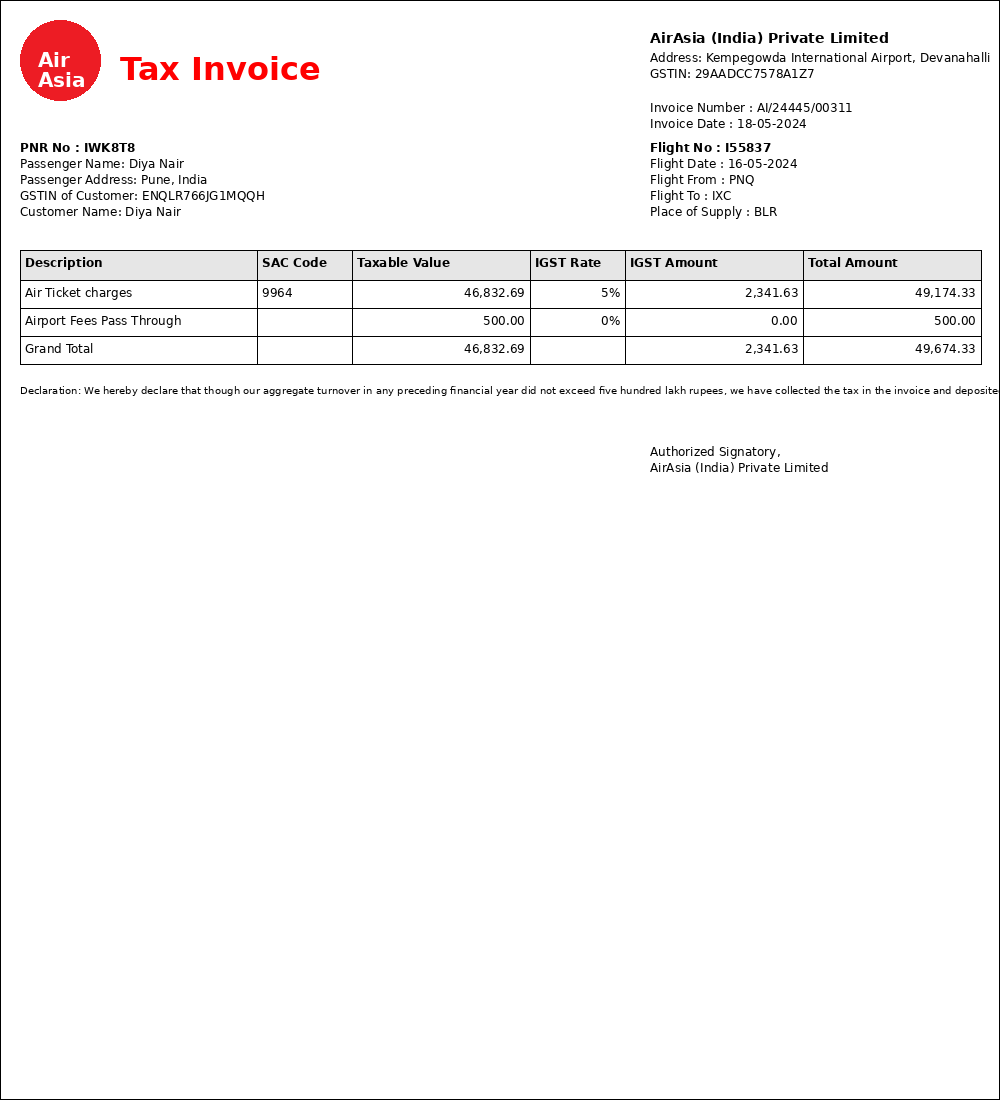 Air
Asia
Tax Invoice
AirAsia (India) Private Limited
Address: Kempegowda International Airport, Devanahalli
GSTIN: 29AADCC7578A1Z7
Invoice Number : AI/24445/00311
Invoice Date : 18-05-2024
PNR No : IWK8T8
Passenger Name: Diya Nair
Passenger Address: Pune, India
GSTIN of Customer: ENQLR766JG1MQQH
Customer Name: Diya Nair
Flight No : I55837
Flight Date : 16-05-2024
Flight From : PNQ
Flight To : IXC
Place of Supply : BLR
Description SAC Code Taxable Value IGST Rate IGST Amount Total Amount
Air Ticket charges 9964 46,832.69 5% 2,341.63 49,174.33
Airport Fees Pass Through 500.00 0% 0.00 500.00
Grand Total 46,832.69 2,341.63 49,674.33
Declaration: We hereby declare that though our aggregate turnover in any preceding financial year did not exceed five hundred lakh rupees, we have collected the tax in the invoice and deposite
Authorized Signatory,
AirAsia (India) Private Limited